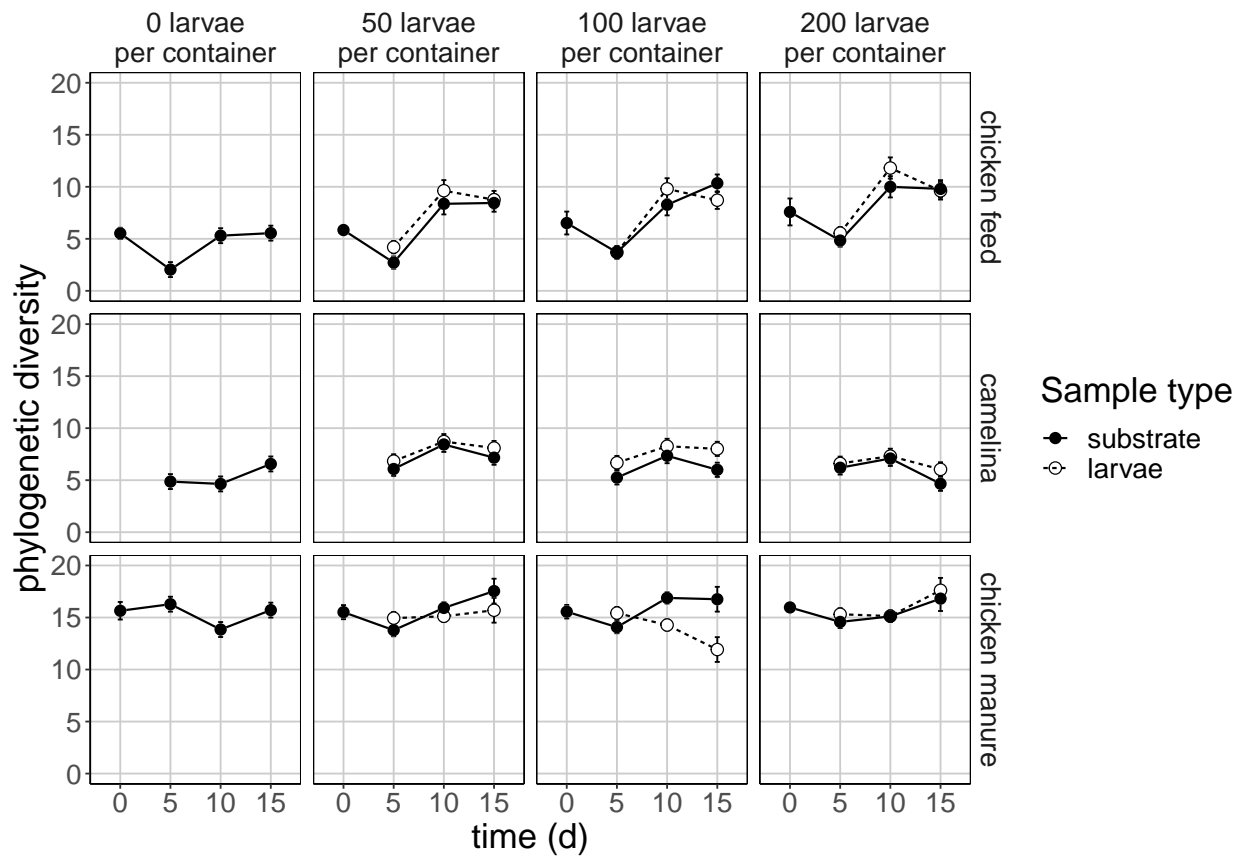 0 larvae
per container
50 larvae
per container
100 larvae
per container
200 larvae
per container
phylogenetic diversity
20
15
10
5
0
chicken feed
20
15
10
5
0
camelina
20
15
10
5
0
chicken manure
0 5 10 15
0 5 10 15
0 5 10 15
0 5 10 15
time (d)
Sample type
substrate
larvae